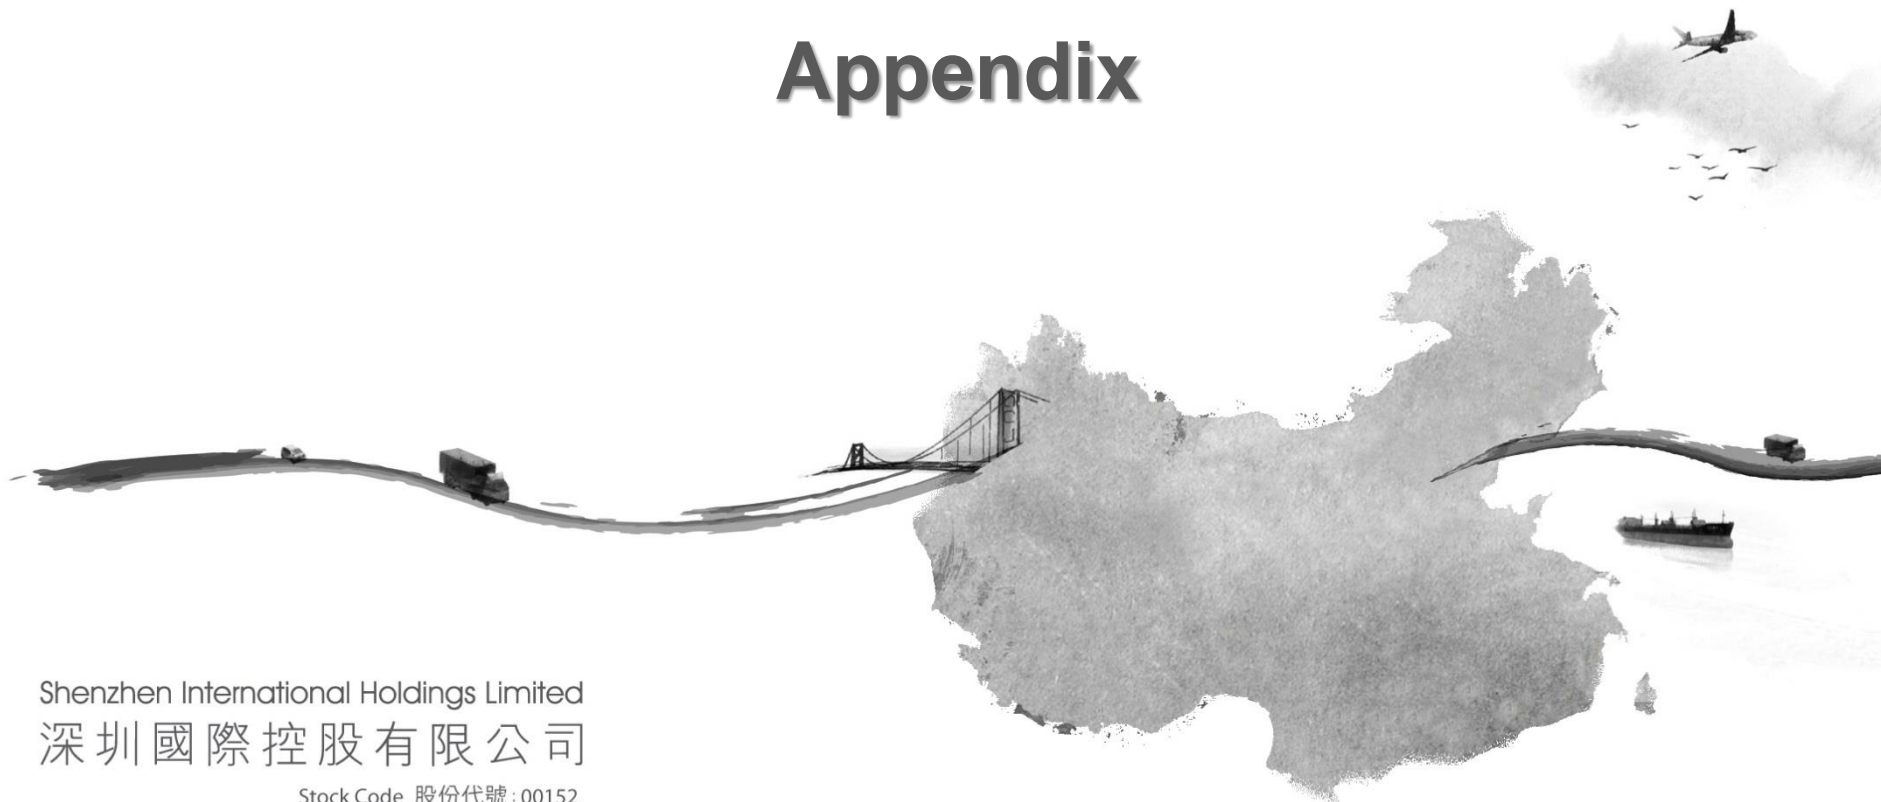 Appendix
Shenzhen International Holdings Limited
深圳國際控股有限公司
Stock Code 股份代號 : 00152